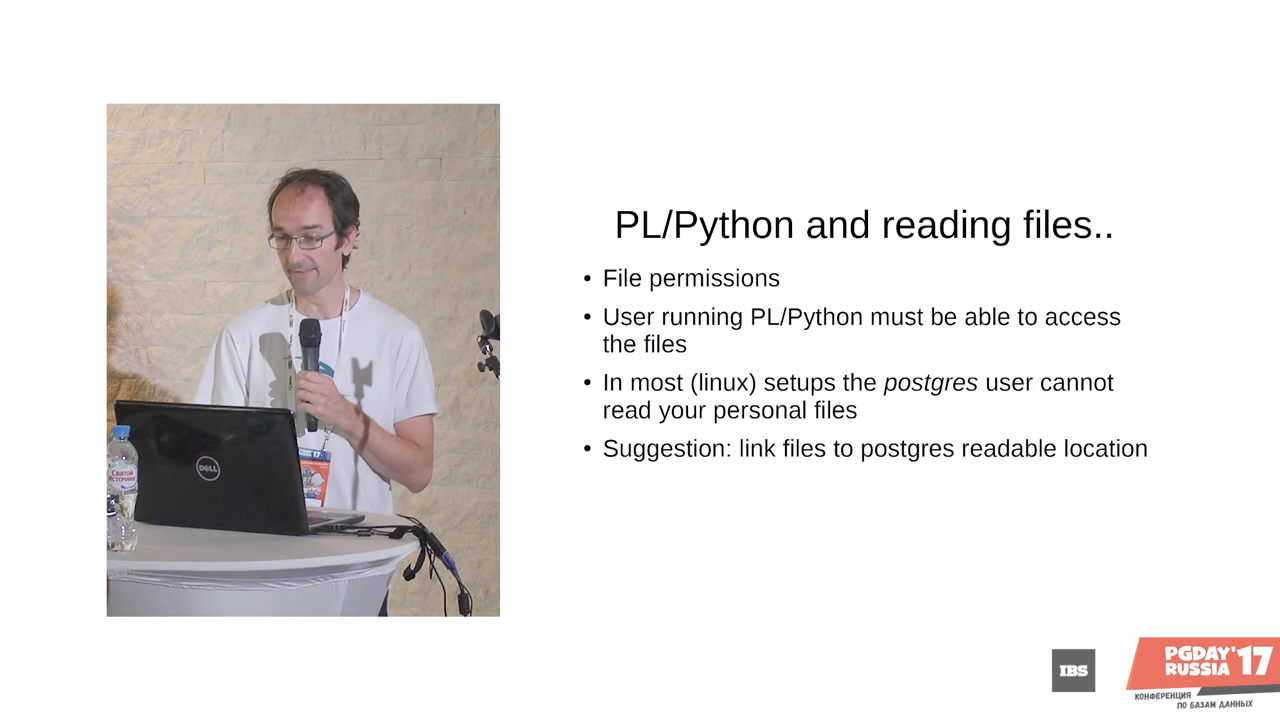 PL/Python and reading files..
• File permissions
• User running PL/Python must be able to access
the files
• In most (linux) setups the postgres user cannot
read your personal files
• Suggestion: link files to postgres readable location
DELL
Святой
Источник
IBS
PGDAY'17
RUSSIA
КОНФЕРЕНЦИЯ
ПО БАЗАМ ДАННЫХ